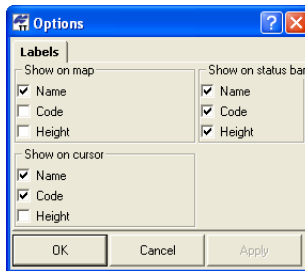 Options
Labels
Show on map
Name
Code
Height
Show on status bar
Name
Code
Height
Show on cursor
Name
Code
Height
OK Cancel Apply